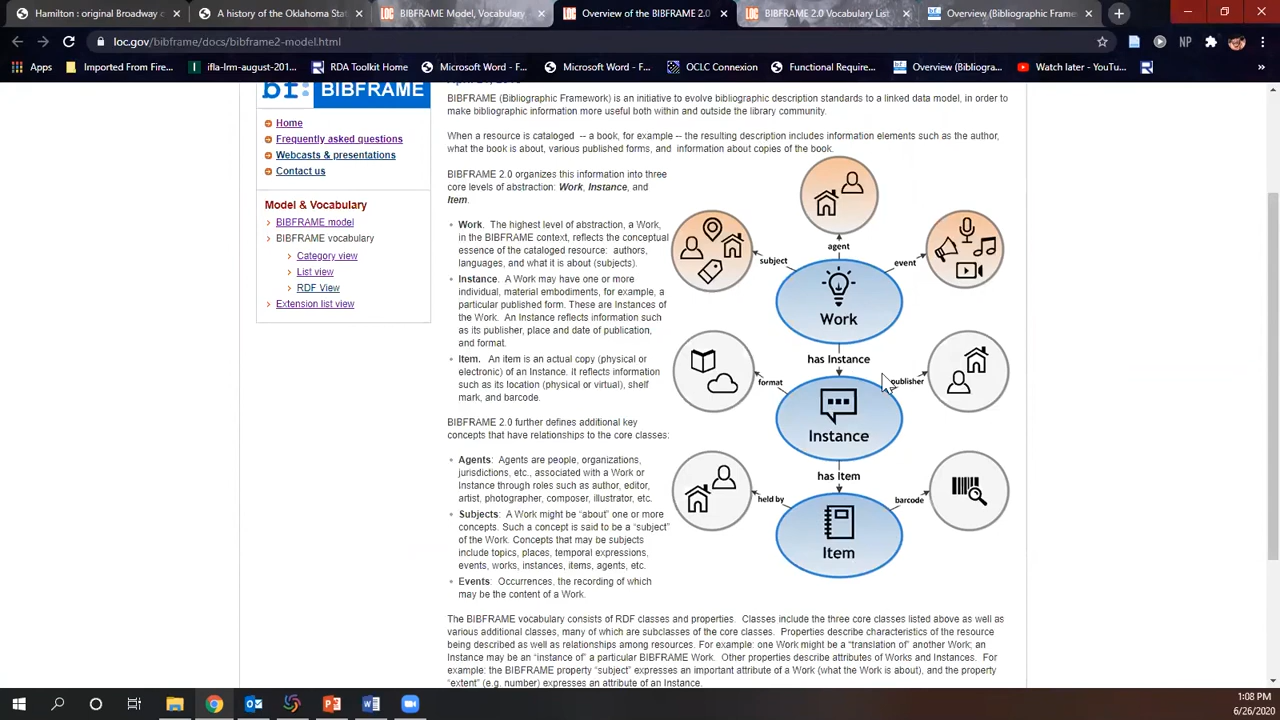 Hamilton : original Broadway c
A history of the Oklahoma Stat
LOC BIBFRAME Model, Vocabulary
LOC Overview of the BIBFRAME 2.0
LOC BIBFRAME 2.0 Vocabulary List
Overview (Bibliographic Frame
loc.gov/bibframe/docs/bibframe2-model.html
NP
Apps
Imported From Fire...
ifla-lrm-august-201...
RDA Toolkit Home
Microsoft Word - F...
Microsoft Word - F...
OCLC Connexion
Functional Require...
Overview (Bibliogra...
Watch later - YouTu...
»
BIBFRAME
Home
Frequently asked questions
Webcasts & presentations
Contact us
Model & Vocabulary
BIBFRAME model
BIBFRAME vocabulary
Category view
List view
RDF View
Extension list view
BIBFRAME (Bibliographic Framework) is an initiative to evolve bibliographic description standards to a linked data model, in order to
make bibliographic information more useful both within and outside the library community.
When a resource is cataloged -- a book, for example -- the resulting description includes information elements such as the author,
what the book is about, various published forms, and information about copies of the book.
BIBFRAME 2.0 organizes this information into three
core levels of abstraction: Work, Instance, and
Item.
Work. The highest level of abstraction, a Work,
in the BIBFRAME context, reflects the conceptual
essence of the cataloged resource: authors,
languages, and what it is about (subjects).
Instance. A Work may have one or more
individual, material embodiments, for example, a
particular published form. These are Instances of
the Work. An Instance reflects information such
as its publisher, place and date of publication,
and format.
Item. An item is an actual copy (physical or
electronic) of an Instance. It reflects information
such as its location (physical or virtual), shelf
mark, and barcode.
BIBFRAME 2.0 further defines additional key
concepts that have relationships to the core classes:
Agents: Agents are people, organizations,
jurisdictions, etc., associated with a Work or
Instance through roles such as author, editor,
artist, photographer, composer, illustrator, etc.
Subjects: A Work might be "about" one or more
concepts. Such a concept is said to be a "subject"
of the Work. Concepts that may be subjects
include topics, places, temporal expressions,
events, works, instances, items, agents, etc.
Events: Occurrences, the recording of which
may be the content of a Work.
agent
subject
event
Work
has Instance
format
publisher
Instance
has Item
held by
barcode
Item
The BIBFRAME vocabulary consists of RDF classes and properties. Classes include the three core classes listed above as well as
various additional classes, many of which are subclasses of the core classes. Properties describe characteristics of the resource
being described as well as relationships among resources. For example: one Work might be a "translation of" another Work; an
Instance may be an "instance of" a particular BIBFRAME Work. Other properties describe attributes of Works and Instances. For
example: the BIBFRAME property "subject" expresses an important attribute of a Work (what the Work is about), and the property
"extent" (e.g. number) expresses an attribute of an Instance.
1:08 PM
6/26/2020